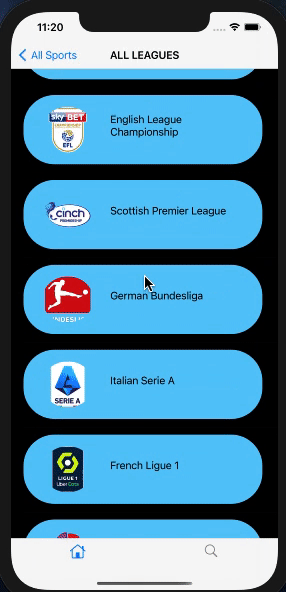 11:20
All Sports
ALL LEAGUES
sky BET
CHAMPIONSHIP
EFL
English League
Championship
cinch
PREMIERSHIP
Scottish Premier League
German Bundesliga
SERIE A
Italian Serie A
LIGUE 1
Uber Eats
French Ligue 1